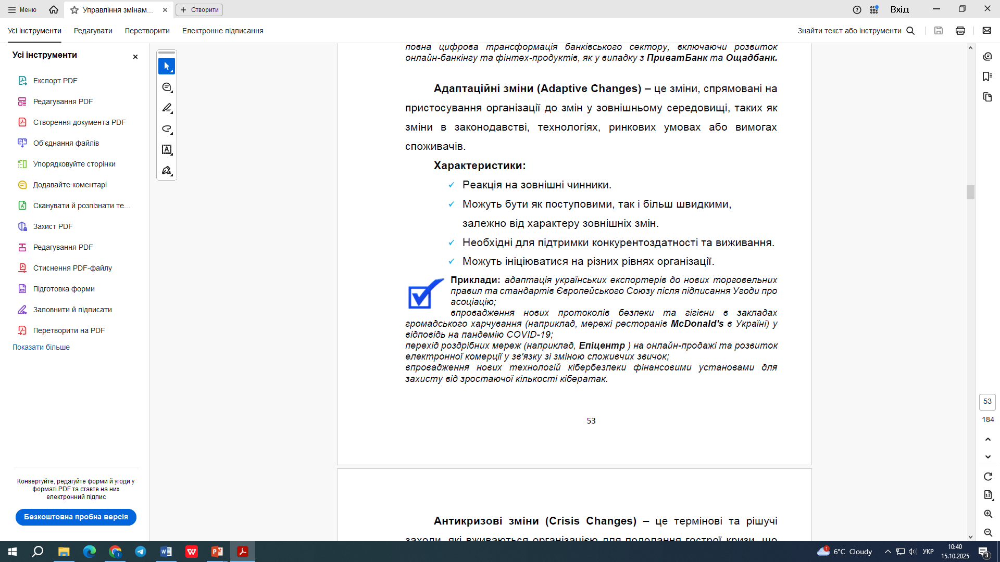 Меню
Управління змінам...
Створити
Вхід
Усі інструменти
Редагувати
Перетворити
Електронне підписання
Знайти текст або інструменти
Усі інструменти
Експорт PDF
Редагування PDF
Створення документа PDF
Об'єднання файлів
Упорядковуйте сторінки
Додавайте коментарі
Сканувати й розпізнати те...
Захист PDF
Редагування PDF
Стиснення PDF-файлу
Підготовка форми
Заповнити й підписати
Перетворити на PDF
Показати більше
Конвертуйте, редагуйте форми й угоди у
форматі PDF та ставте на них
електронний підпис
Безкоштовна пробна версія
повна цифрова трансформація банківського сектору, включаючи розвиток
онлайн-банкінгу та фінтех-продуктів, як у випадку з ПриватБанк та Ощадбанк.
Адаптаційні зміни (Adaptive Changes) – це зміни, спрямовані на
пристосування організації до змін у зовнішньому середовищі, таких як
зміни в законодавстві, технологіях, ринкових умовах або вимогах
споживачів.
Характеристики:
✓ Реакція на зовнішні чинники.
✓ Можуть бути як поступовими, так і більш швидкими,
залежно від характеру зовнішніх змін.
✓ Необхідні для підтримки конкурентоздатності та виживання.
✓ Можуть ініціюватися на різних рівнях організації.
Приклади: адаптація українських експортерів до нових торговельних
правил та стандартів Європейського Союзу після підписання Угоди про
асоціацію;
впровадження нових протоколів безпеки та гігієни в закладах
громадського харчування (наприклад, мережі ресторанів McDonald's в Україні) у
відповідь на пандемію COVID-19;
перехід роздрібних мереж (наприклад, Епіцентр ) на онлайн-продажі та розвиток
електронної комерції у зв'язку зі зміною споживчих звичок;
впровадження нових технологій кібербезпеки фінансовими установами для
захисту від зростаючої кількості кібератак.
53
Антикризові зміни (Crisis Changes) – це термінові та рішучі
заходи, які вживаються організацією для подолання гострої кризи, що
53
184
6°C Cloudy
УКР
10:40
15.10.2025
3